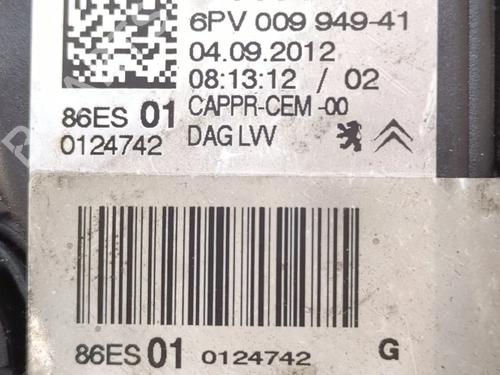 6PV 009 949-41
04.09.2012
08:13:12 / 02
86ES 01 CAPPR-CEM -00
0124742 DAG LVV
86ES 01 0124742 G